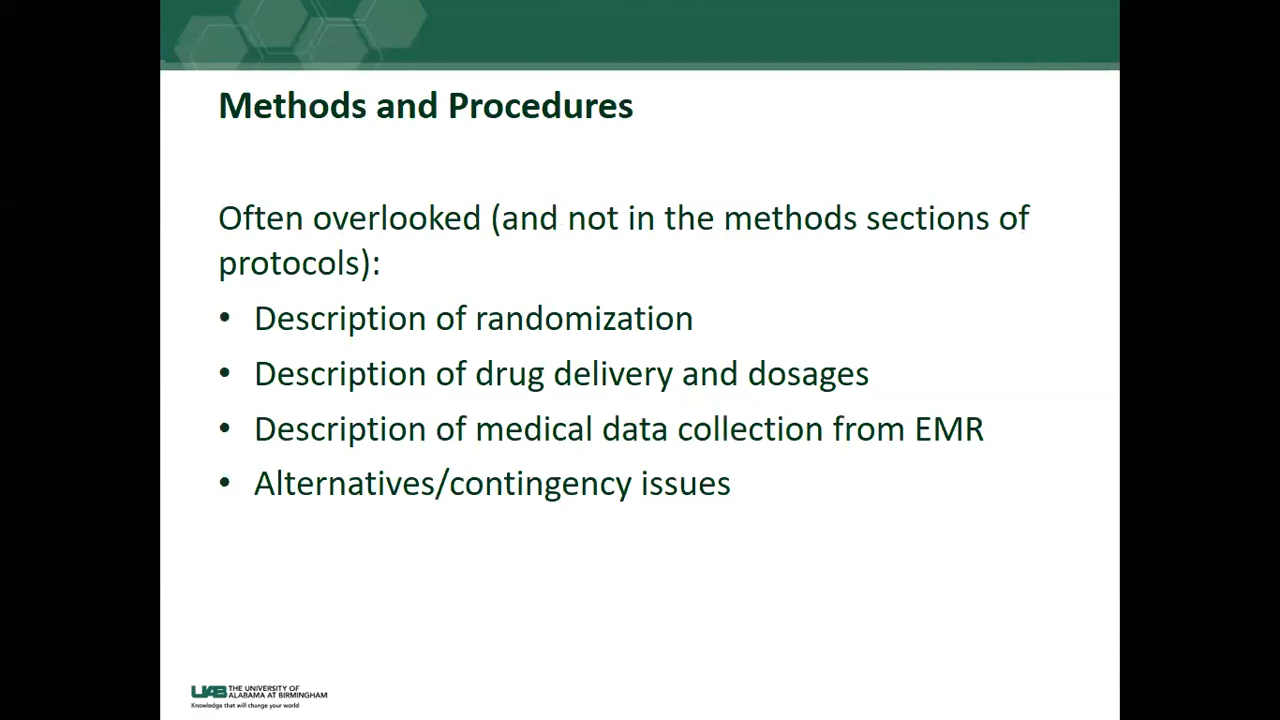 Methods and Procedures
Often overlooked (and not in the methods sections of
protocols):
• Description of randomization
• Description of drug delivery and dosages
• Description of medical data collection from EMR
• Alternatives/contingency issues
UAB THE UNIVERSITY OF
ALABAMA AT BIRMINGHAM
Knowledge that will change your world